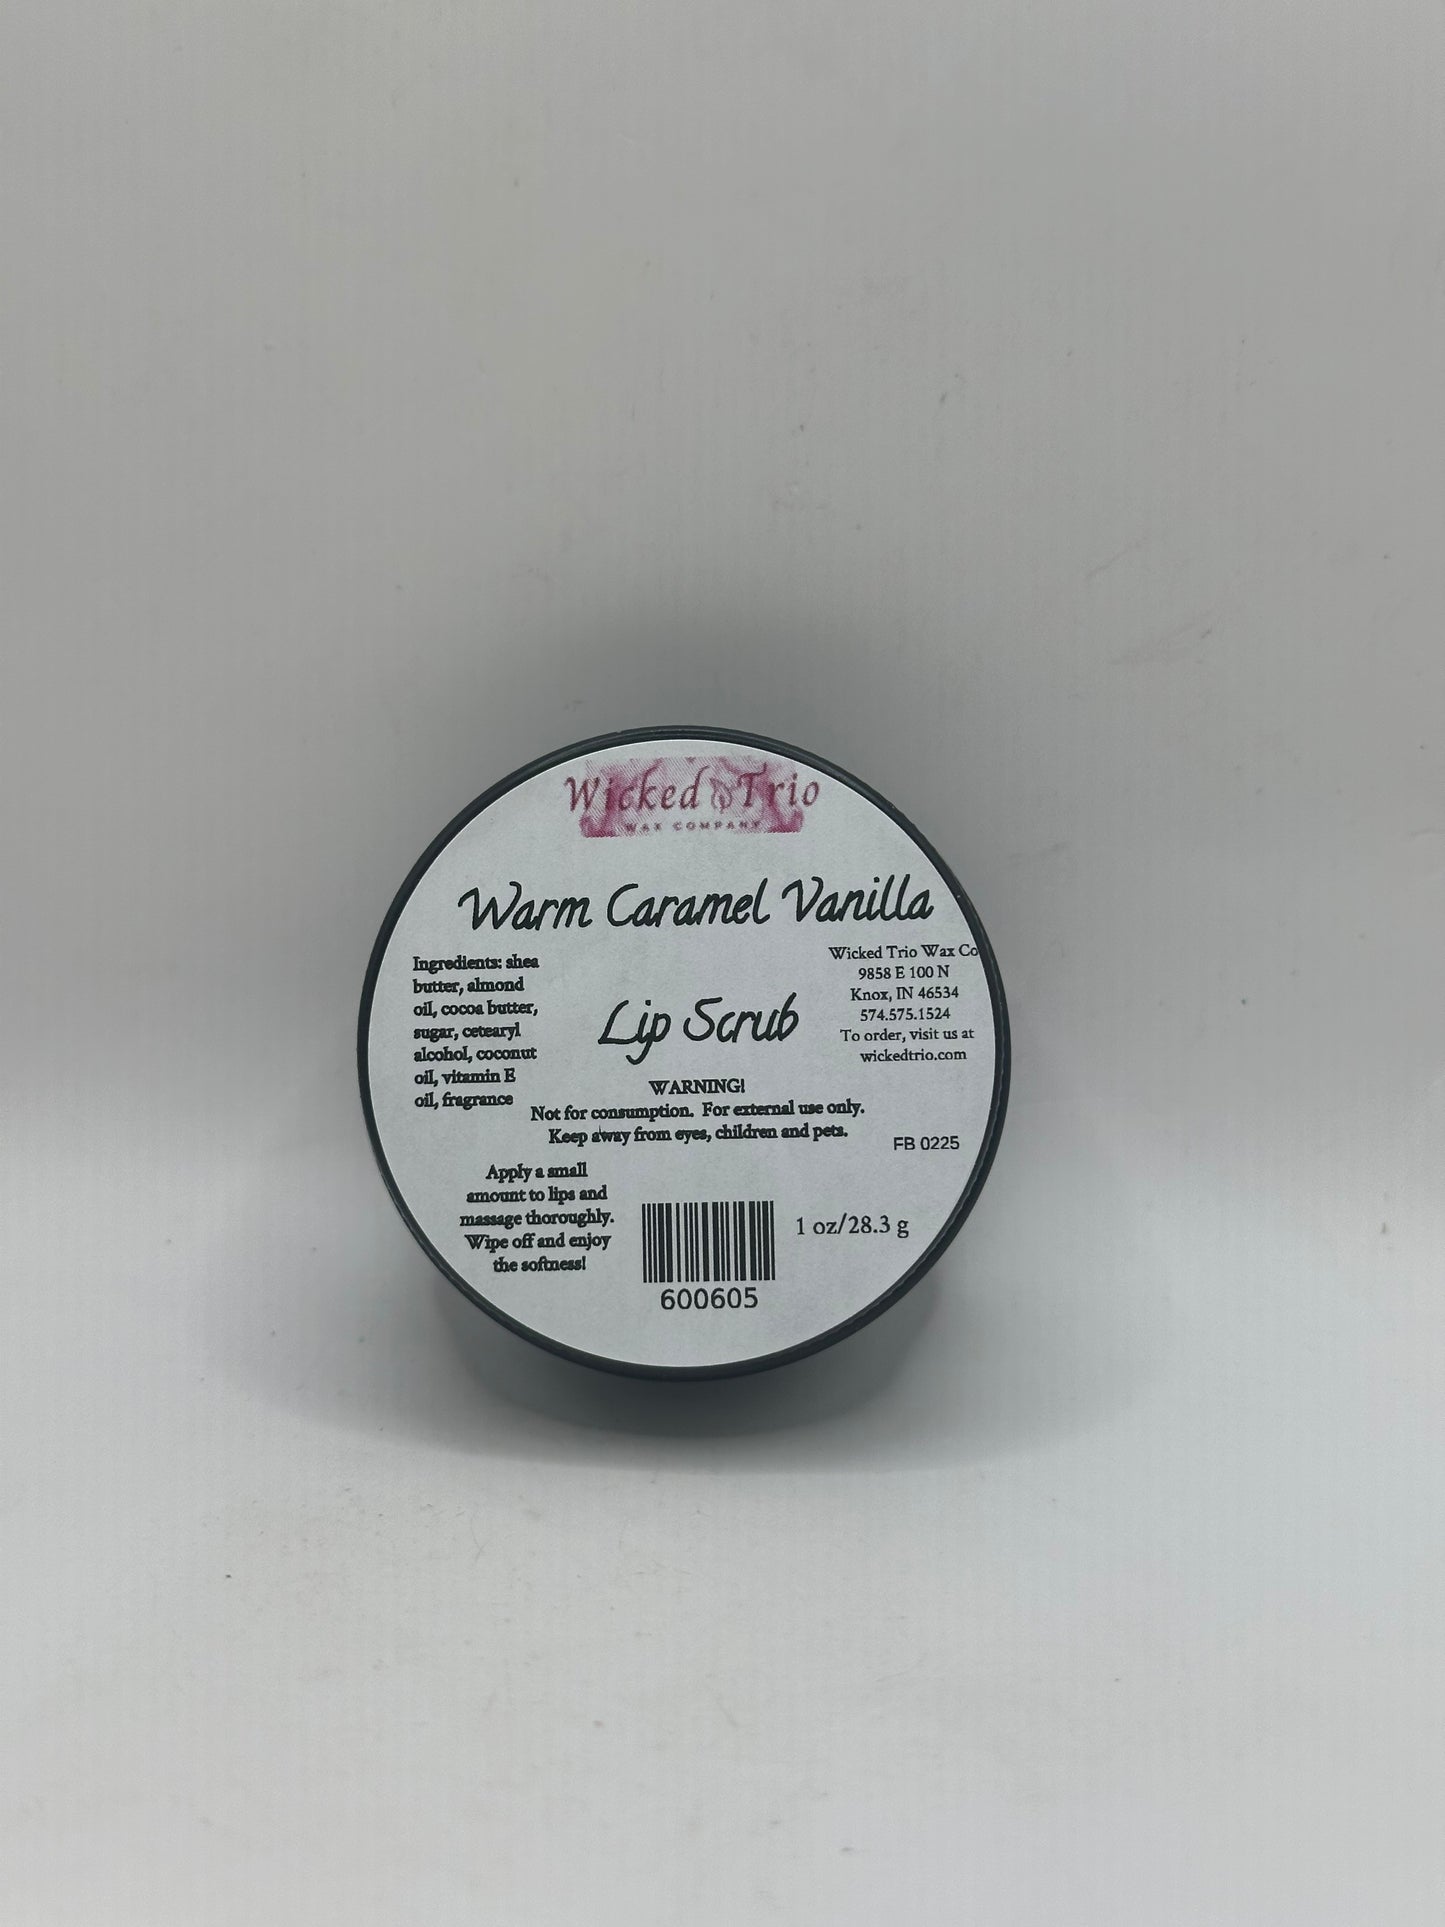 Wicked Trio
WAX COMPANY
Warm Caramel Vanilla
Lip Scrub
Ingredients: shea
butter, almond
oil, cocoa butter,
sugar, cetearyl
alcohol, coconut
oil, vitamin E
oil, fragrance
Wicked Trio Wax Co
9858 E 100 N
Knox, IN 46534
574.575.1524
To order, visit us at
wickedtrio.com
WARNING!
Not for consumption. For external use only.
Keep away from eyes, children and pets.
FB 0225
Apply a small
amount to lips and
massage thoroughly.
Wipe off and enjoy
the softness!
1 oz/28.3 g
600605